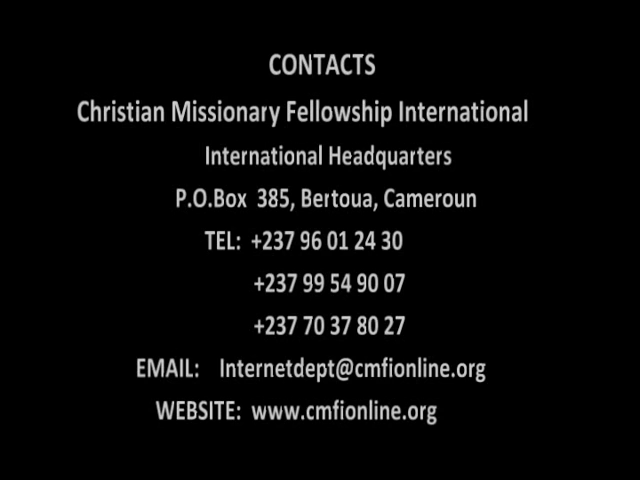 CONTACTS
Christian Missionary Fellowship International
International Headquarters
P.O.Box 385, Bertoua, Cameroun
TEL: +237 96 01 24 30
+237 99 54 90 07
+237 70 37 80 27
EMAIL: Internetdept@cmfionline.org
WEBSITE: www.cmfionline.org